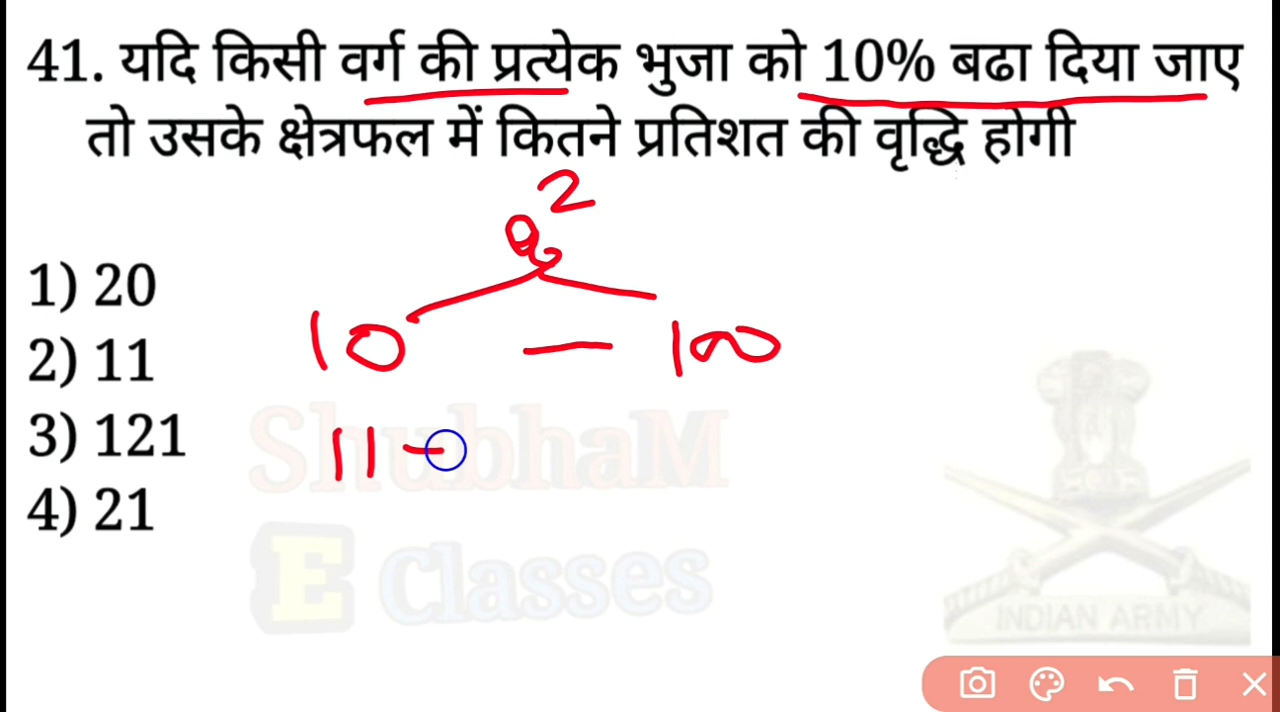 41. यदि किसी वर्ग की प्रत्येक भुजा को 10% बढा दिया जाए
तो उसके क्षेत्रफल में कितने प्रतिशत की वृद्धि होगी
1) 20
2) 11
3) 121
4) 21
a²
10 — 100
11 -
ShubhaM
E Classes
INDIAN ARMY